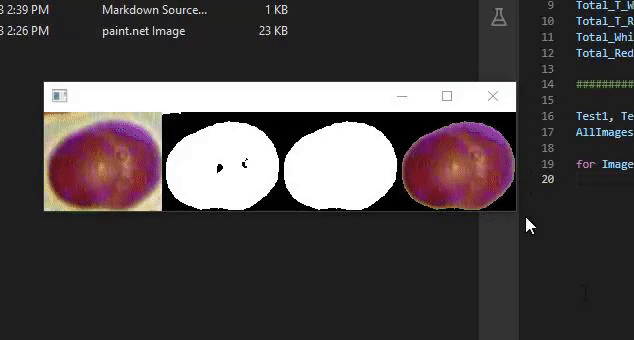 3 2:39 PM Markdown Source... 1 KB
3 2:26 PM paint.net Image 23 KB
9 Total_T_W
10 Total_T_R
11 Total_Whi
12 Total_Red
13
14 #########
15
16 Test1, Te
17 AllImages
18
19 for Image
20